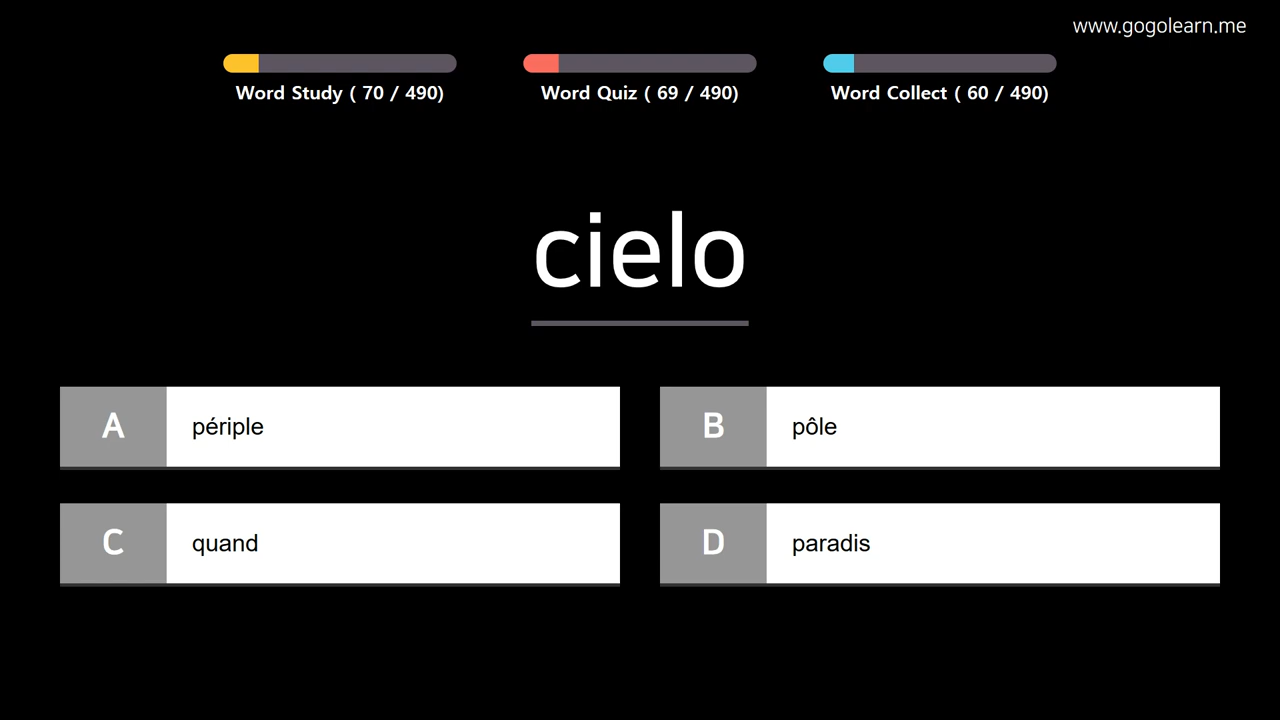 www.gogolearn.me
Word Study ( 70 / 490)
Word Quiz ( 69 / 490)
Word Collect ( 60 / 490)
cielo
A périple
B pôle
C quand
D paradis